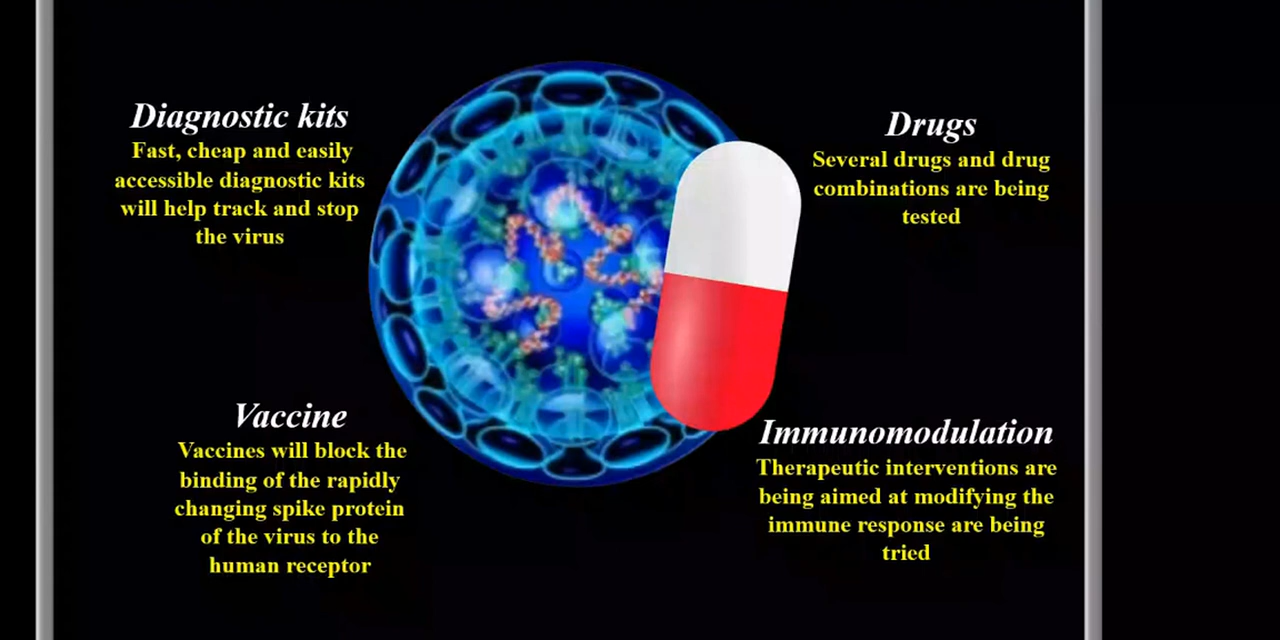 Diagnostic kits
Fast, cheap and easily
accessible diagnostic kits
will help track and stop
the virus
Drugs
Several drugs and drug
combinations are being
tested
Vaccine
Vaccines will block the
binding of the rapidly
changing spike protein
of the virus to the
human receptor
Immunomodulation
Therapeutic interventions are
being aimed at modifying the
immune response are being
tried